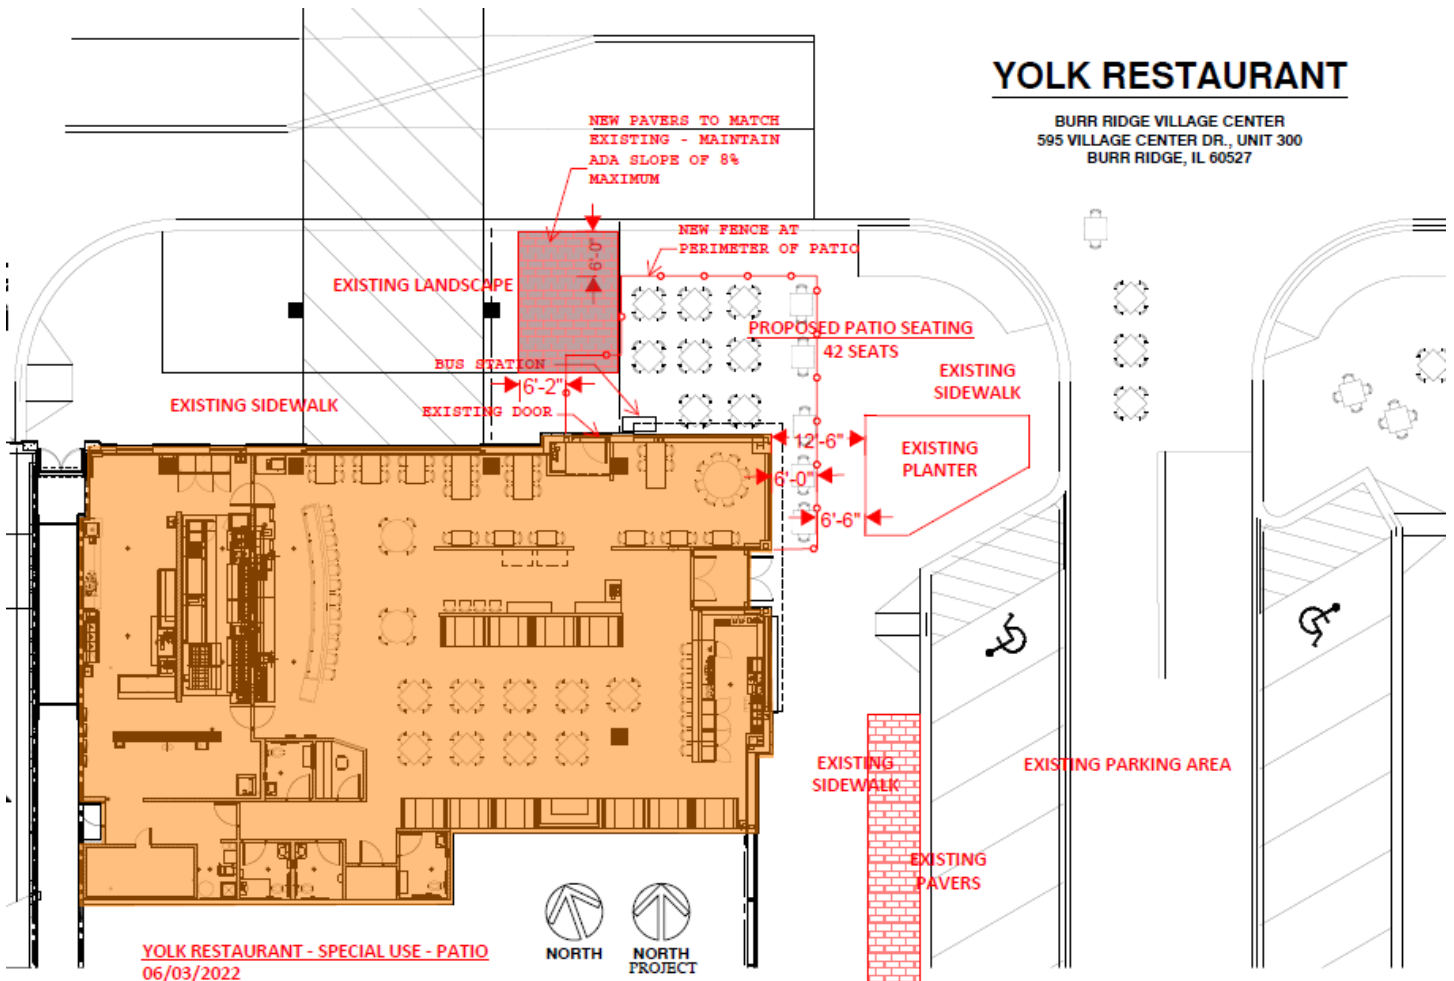 YOLK RESTAURANT
BURR RIDGE VILLAGE CENTER
595 VILLAGE CENTER DR., UNIT 300
BURR RIDGE, IL 60527
NEW PAVERS TO MATCH
EXISTING - MAINTAIN
ADA SLOPE OF 8%
MAXIMUM
NEW FENCE AT
PERIMETER OF PATIO
6'-0"
EXISTING LANDSCAPE
PROPOSED PATIO SEATING
42 SEATS
BUS STATION
6'-2"
EXISTING SIDEWALK
EXISTING DOOR
EXISTING
SIDEWALK
12'-6"
EXISTING
PLANTER
6'-0"
6'-6"
EXISTING
SIDEWALK
EXISTING PARKING AREA
EXISTING
PAVERS
NORTH
NORTH
PROJECT
YOLK RESTAURANT - SPECIAL USE - PATIO
06/03/2022